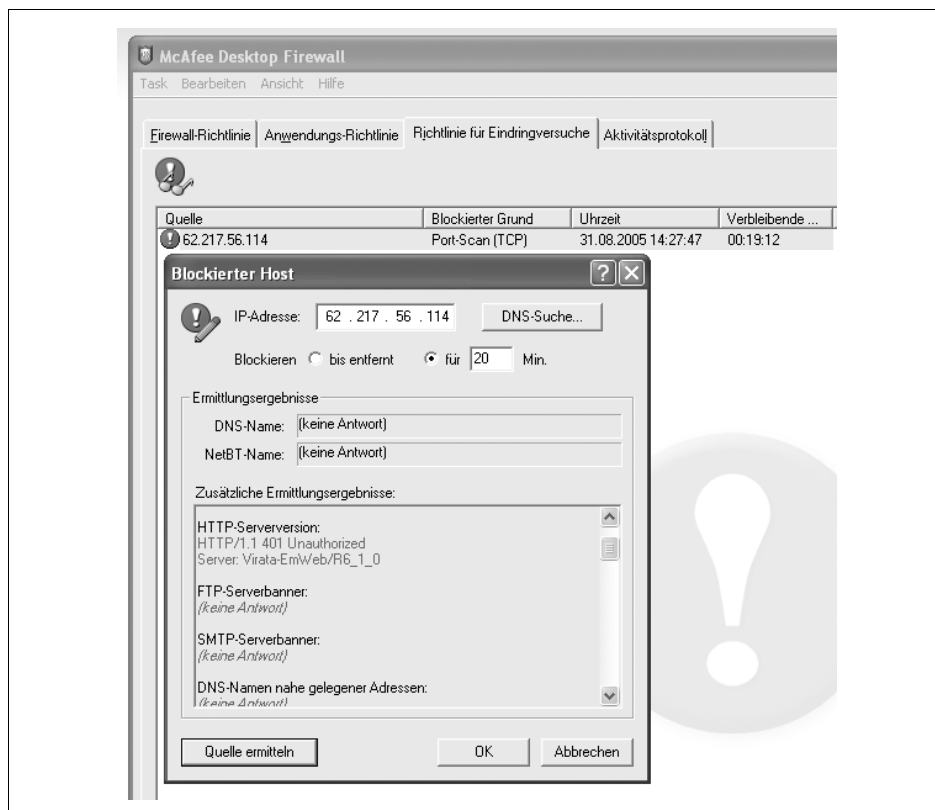 McAfee Desktop Firewall
Task Bearbeiten Ansicht Hilfe
Firewall-Richtlinie Anwendungs-Richtlinie Richtlinie für Eindringversuche Aktivitätsprotokoll
Quelle Blockierter Grund Uhrzeit Verbleibende ...
62.217.56.114 Port-Scan (TCP) 31.08.2005 14:27:47 00:19:12
Blockierter Host
IP-Adresse: 62 . 217 . 56 . 114 DNS-Suche...
Blockieren bis entfernt für 20 Min.
Ermittlungsergebnisse
DNS-Name: (keine Antwort)
NetBT-Name: (keine Antwort)
Zusätzliche Ermittlungsergebnisse:
HTTP-Serverversion:
HTTP/1.1 401 Unauthorized
Server: Virata-EmWeb/R6_1_0
FTP-Serverbanner:
(keine Antwort)
SMTP-Serverbanner:
(keine Antwort)
DNS-Namen nahe gelegener Adressen:
(keine Antwort)
Quelle ermitteln OK Abbrechen